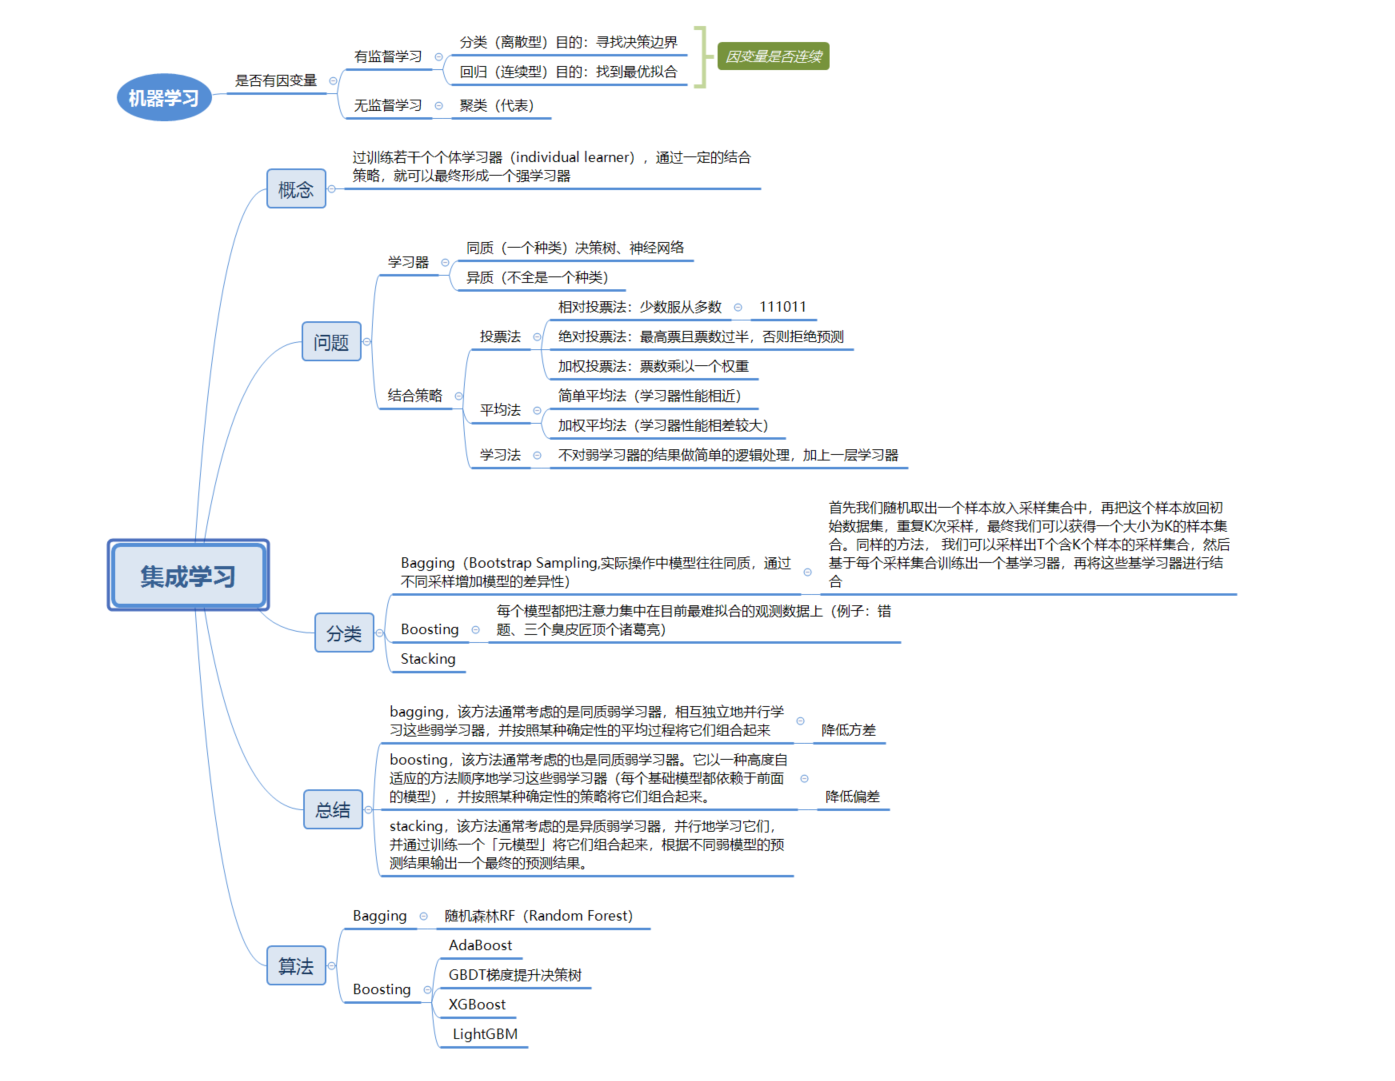 机器学习
是否有因变量
有监督学习
分类（离散型）目的：寻找决策边界
回归（连续型）目的：找到最优拟合
因变量是否连续
无监督学习
聚类（代表）
集成学习
概念
过训练若干个个体学习器（individual learner），通过一定的结合
策略，就可以最终形成一个强学习器
问题
学习器
同质（一个种类）决策树、神经网络
异质（不全是一个种类）
结合策略
投票法
相对投票法：少数服从多数
111011
绝对投票法：最高票且票数过半，否则拒绝预测
加权投票法：票数乘以一个权重
平均法
简单平均法（学习器性能相近）
加权平均法（学习器性能相差较大）
学习法
不对弱学习器的结果做简单的逻辑处理，加上一层学习器
分类
Bagging（Bootstrap Sampling,实际操作中模型往往同质，通过
不同采样增加模型的差异性）
首先我们随机取出一个样本放入采样集合中，再把这个样本放回初
始数据集，重复K次采样，最终我们可以获得一个大小为K的样本集
合。同样的方法， 我们可以采样出T个含K个样本的采样集合，然后
基于每个采样集合训练出一个基学习器，再将这些基学习器进行结
合
Boosting
每个模型都把注意力集中在目前最难拟合的观测数据上（例子：错
题、三个臭皮匠顶个诸葛亮）
Stacking
总结
bagging，该方法通常考虑的是同质弱学习器，相互独立地并行学
习这些弱学习器，并按照某种确定性的平均过程将它们组合起来
降低方差
boosting，该方法通常考虑的也是同质弱学习器。它以一种高度自
适应的方法顺序地学习这些弱学习器（每个基础模型都依赖于前面
的模型），并按照某种确定性的策略将它们组合起来。
降低偏差
stacking，该方法通常考虑的是异质弱学习器，并行地学习它们，
并通过训练一个「元模型」将它们组合起来，根据不同弱模型的预
测结果输出一个最终的预测结果。
算法
Bagging
随机森林RF（Random Forest）
Boosting
AdaBoost
GBDT梯度提升决策树
XGBoost
LightGBM